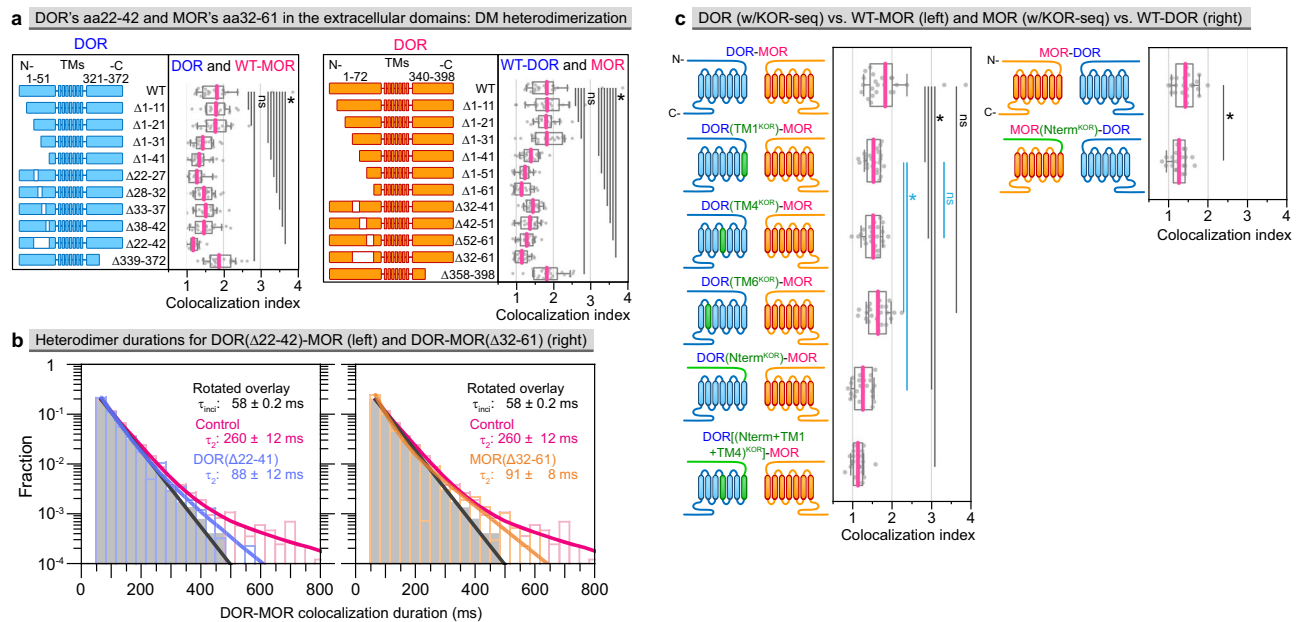 a DOR's aa22-42 and MOR's aa32-61 in the extracellular domains: DM heterodimerization
DOR
N- TMs -C
1-51 321-372
WT
Δ1-11
Δ1-21
Δ1-31
Δ1-41
Δ22-27
Δ28-32
Δ33-37
Δ38-42
Δ22-42
Δ339-372
DOR and WT-MOR
ns
*
1 2 3 4
Colocalization index
DOR
N- TMs -C
1-72 340-398
WT
Δ1-11
Δ1-21
Δ1-31
Δ1-41
Δ1-51
Δ1-61
Δ32-41
Δ42-51
Δ52-61
Δ32-61
Δ358-398
WT-DOR and MOR
ns
*
1 2 3 4
Colocalization index
b Heterodimer durations for DOR(Δ22-42)-MOR (left) and DOR-MOR(Δ32-61) (right)
Fraction
1
10-1
10-2
10-3
10-4
Rotated overlay
τinci: 58 ± 0.2 ms
Control
τ2: 260 ± 12 ms
DOR(Δ22-41)
τ2: 88 ± 12 ms
0 200 400 600 800
Rotated overlay
τinci: 58 ± 0.2 ms
Control
τ2: 260 ± 12 ms
MOR(Δ32-61)
τ2: 91 ± 8 ms
0 200 400 600 800
DOR-MOR colocalization duration (ms)
c DOR (w/KOR-seq) vs. WT-MOR (left) and MOR (w/KOR-seq) vs. WT-DOR (right)
DOR-MOR
N-
C-
DOR(TM1KOR)-MOR
DOR(TM4KOR)-MOR
DOR(TM6KOR)-MOR
DOR(NtermKOR)-MOR
DOR[(Nterm+TM1
+TM4)KOR]-MOR
*
ns
*
ns
1 2 3 4
Colocalization index
MOR-DOR
N-
C-
MOR(NtermKOR)-DOR
*
0 1 2 3 4
Colocalization index